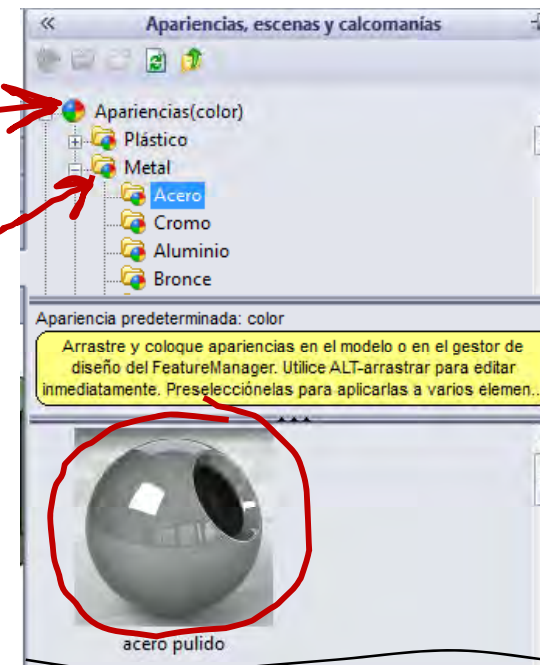 Apariencias, escenas y calcomanías
Apariencias(color)
Plástico
Metal
Acero
Cromo
Aluminio
Bronce
Apariencia predeterminada: color
Arrastre y coloque apariencias en el modelo o en el gestor de
diseño del FeatureManager. Utilice ALT-arrastrar para editar
inmediatamente. Preselecciónelas para aplicarlas a varios elemen...
acero pulido